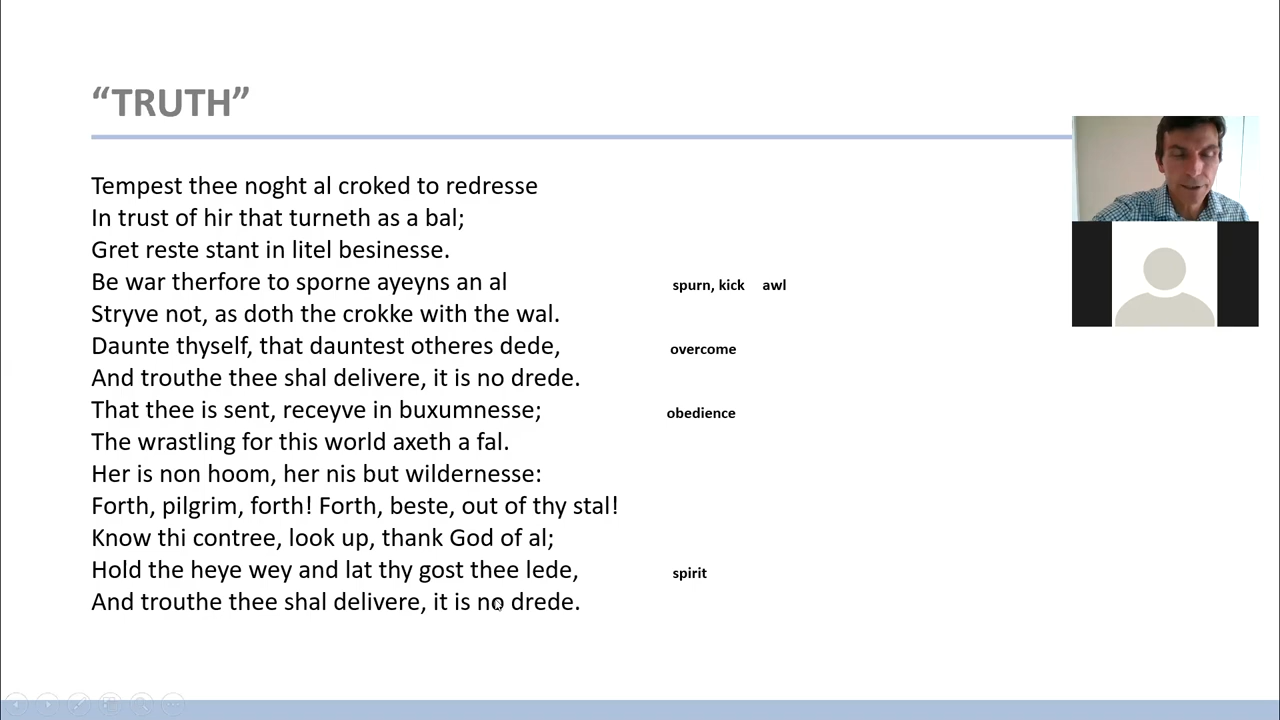 “TRUTH”
Tempest thee noght al croked to redresse
In trust of hir that turneth as a bal;
Gret reste stant in litel besinesse.
Be war therfore to sporne ayeyns an al spurn, kick awl
Stryve not, as doth the crokke with the wal.
Daunte thyself, that dauntest otheres dede, overcome
And trouthe thee shal delivere, it is no drede.
That thee is sent, receyve in buxumnesse; obedience
The wrastling for this world axeth a fal.
Her is non hoom, her nis but wildernesse:
Forth, pilgrim, forth! Forth, beste, out of thy stal!
Know thi contree, look up, thank God of al;
Hold the heye wey and lat thy gost thee lede, spirit
And trouthe thee shal delivere, it is no drede.